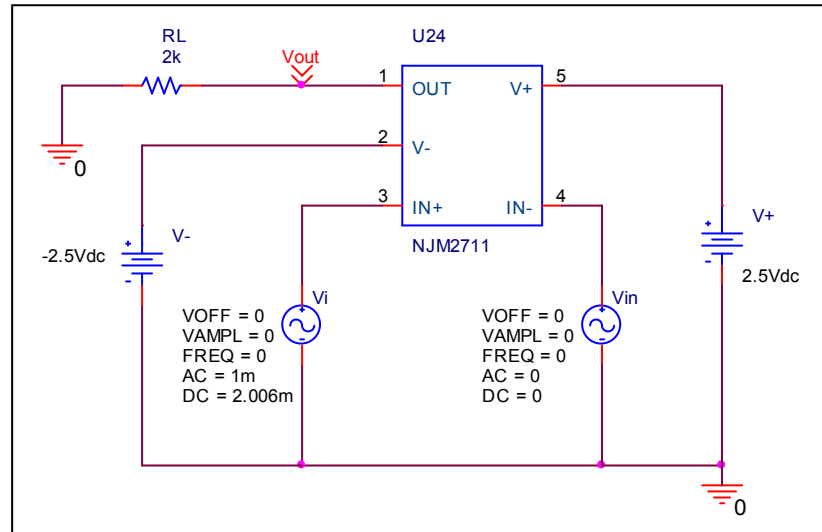 RL
2k
Vout
U24
1
OUT
V+
5
2
V-
3
IN+
IN-
4
NJM2711
0
V-
-2.5Vdc
V+
2.5Vdc
Vi
VOFF = 0
VAMPL = 0
FREQ = 0
AC = 1m
DC = 2.006m
Vin
VOFF = 0
VAMPL = 0
FREQ = 0
AC = 0
DC = 0
0